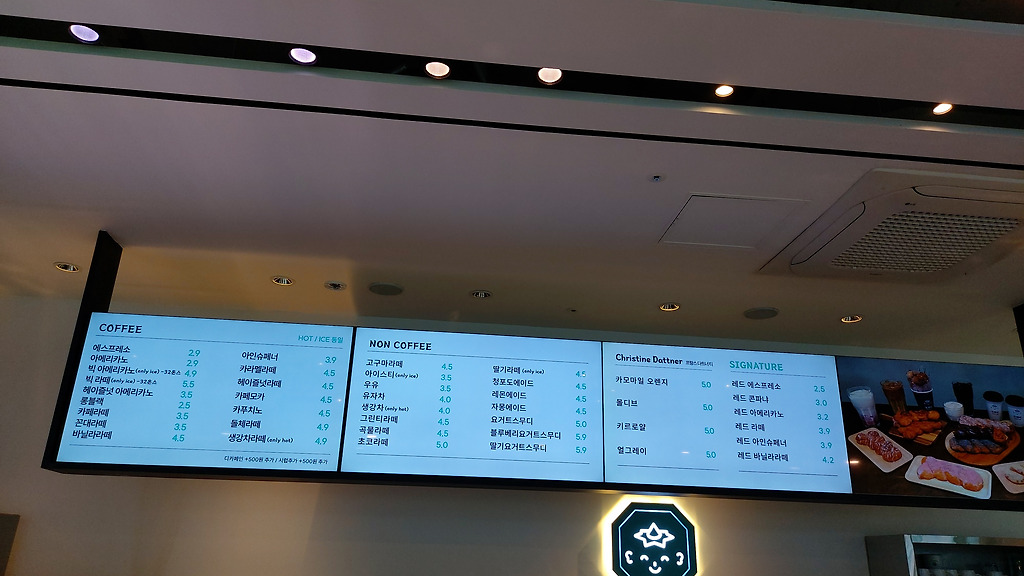 COFFEE
HOT / ICE 동일
에스프레소 2.9
아메리카노 2.9
빅 아메리카노 (only ice) -32온스 4.9
빅 라떼 (only ice) -32온스 5.5
헤이즐넛 아메리카노 3.5
롱블랙 2.5
카페라떼 3.5
꼰대라떼 3.5
바닐라라떼 4.5
아인슈페너 3.9
카라멜라떼 4.5
헤이즐넛라떼 4.5
카페모카 4.5
카푸치노 4.5
돌체라떼 4.9
생강차라떼 (only hot) 4.9
디카페인 +500원 추가 / 시럽추가 +500원 추가
NON COFFEE
고구마라떼 4.5
아이스티 (only ice) 3.5
우유 3.5
유자차 4.0
생강차 (only hot) 4.0
그린티라떼 4.5
곡물라떼 4.5
초코라떼 5.0
딸기라떼 (only ice) 4.5
청포도에이드 4.5
레몬에이드 4.5
자몽에이드 4.5
요거트스무디 5.0
블루베리요거트스무디 5.9
딸기요거트스무디 5.9
Christine Dattner
카모마일 오렌지 5.0
몰디브 5.0
키르로얄 5.0
얼그레이 5.0
SIGNATURE
레드 에스프레소 2.5
레드 콘파냐 3.0
레드 아메리카노 3.2
레드 라떼 3.9
레드 아인슈페너 3.9
레드 바닐라라떼 4.2